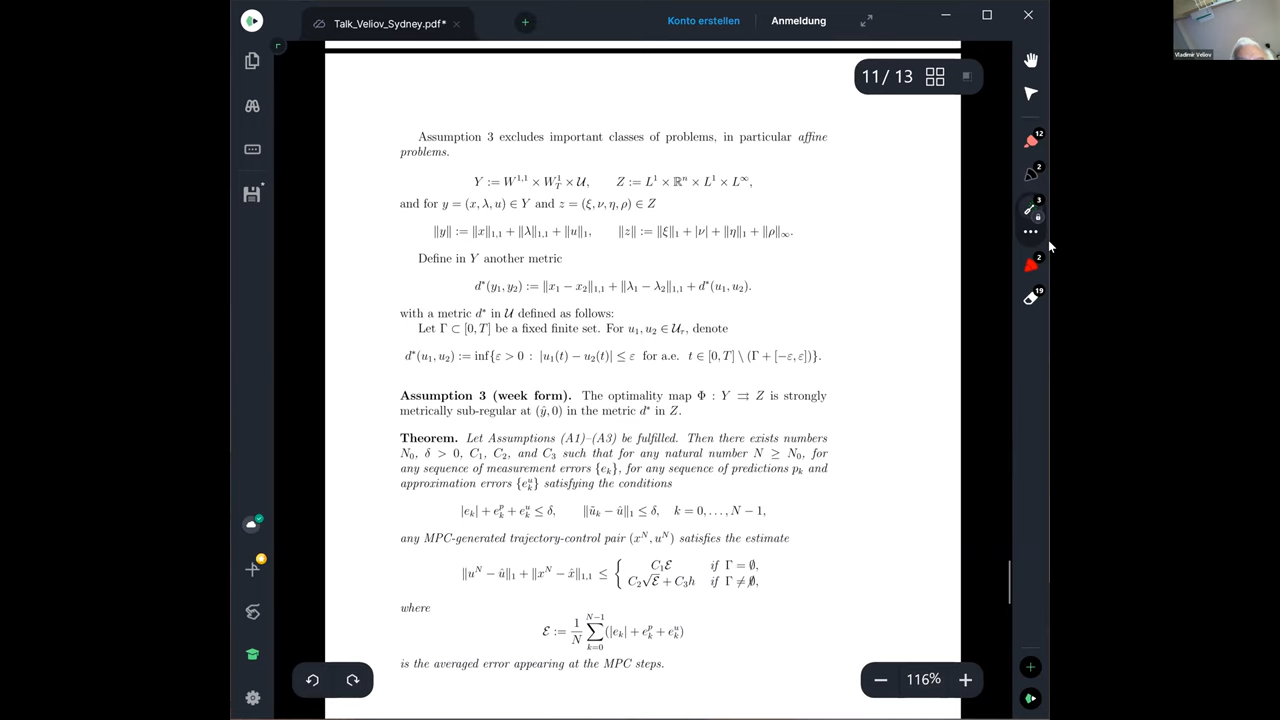 Talk_Veliov_Sydney.pdf*
Konto erstellen
Anmeldung
Vladimir Veliov
11 / 13
Assumption 3 excludes important classes of problems, in particular affine
problems.
Y := W^{1,1} × W_T^1 × 𝒰, Z := L^1 × ℝ^n × L^1 × L^∞,
and for y = (x, λ, u) ∈ Y and z = (ξ, ν, η, ρ) ∈ Z
‖y‖ := ‖x‖_{1,1} + ‖λ‖_{1,1} + ‖u‖_1, ‖z‖ := ‖ξ‖_1 + |ν| + ‖η‖_1 + ‖ρ‖_∞.
Define in Y another metric
d*(y_1, y_2) := ‖x_1 − x_2‖_{1,1} + ‖λ_1 − λ_2‖_{1,1} + d*(u_1, u_2).
with a metric d* in 𝒰 defined as follows:
Let Γ ⊂ [0, T] be a fixed finite set. For u_1, u_2 ∈ 𝒰_r, denote
d*(u_1, u_2) := inf{ε > 0 : |u_1(t) − u_2(t)| ≤ ε for a.e. t ∈ [0, T] \ (Γ + [−ε, ε])}.
Assumption 3 (week form). The optimality map Φ : Y ⇉ Z is strongly
metrically sub-regular at (ŷ, 0) in the metric d* in Z.
Theorem. Let Assumptions (A1)–(A3) be fulfilled. Then there exists numbers
N_0, δ > 0, C_1, C_2, and C_3 such that for any natural number N ≥ N_0, for
any sequence of measurement errors {e_k}, for any sequence of predictions p_k and
approximation errors {e_k^u} satisfying the conditions
|e_k| + e_k^p + e_k^u ≤ δ, ‖ũ_k − û‖_1 ≤ δ, k = 0, . . . , N − 1,
any MPC-generated trajectory-control pair (x^N, u^N) satisfies the estimate
‖u^N − û‖_1 + ‖x^N − x̂‖_{1,1} ≤ { C_1ℰ if Γ = ∅,
C_2√ℰ + C_3h if Γ ≠ ∅,
where
ℰ := 1/N ∑_{k=0}^{N−1} (|e_k| + e_k^p + e_k^u)
is the averaged error appearing at the MPC steps.
116%
12
2
3
2
19